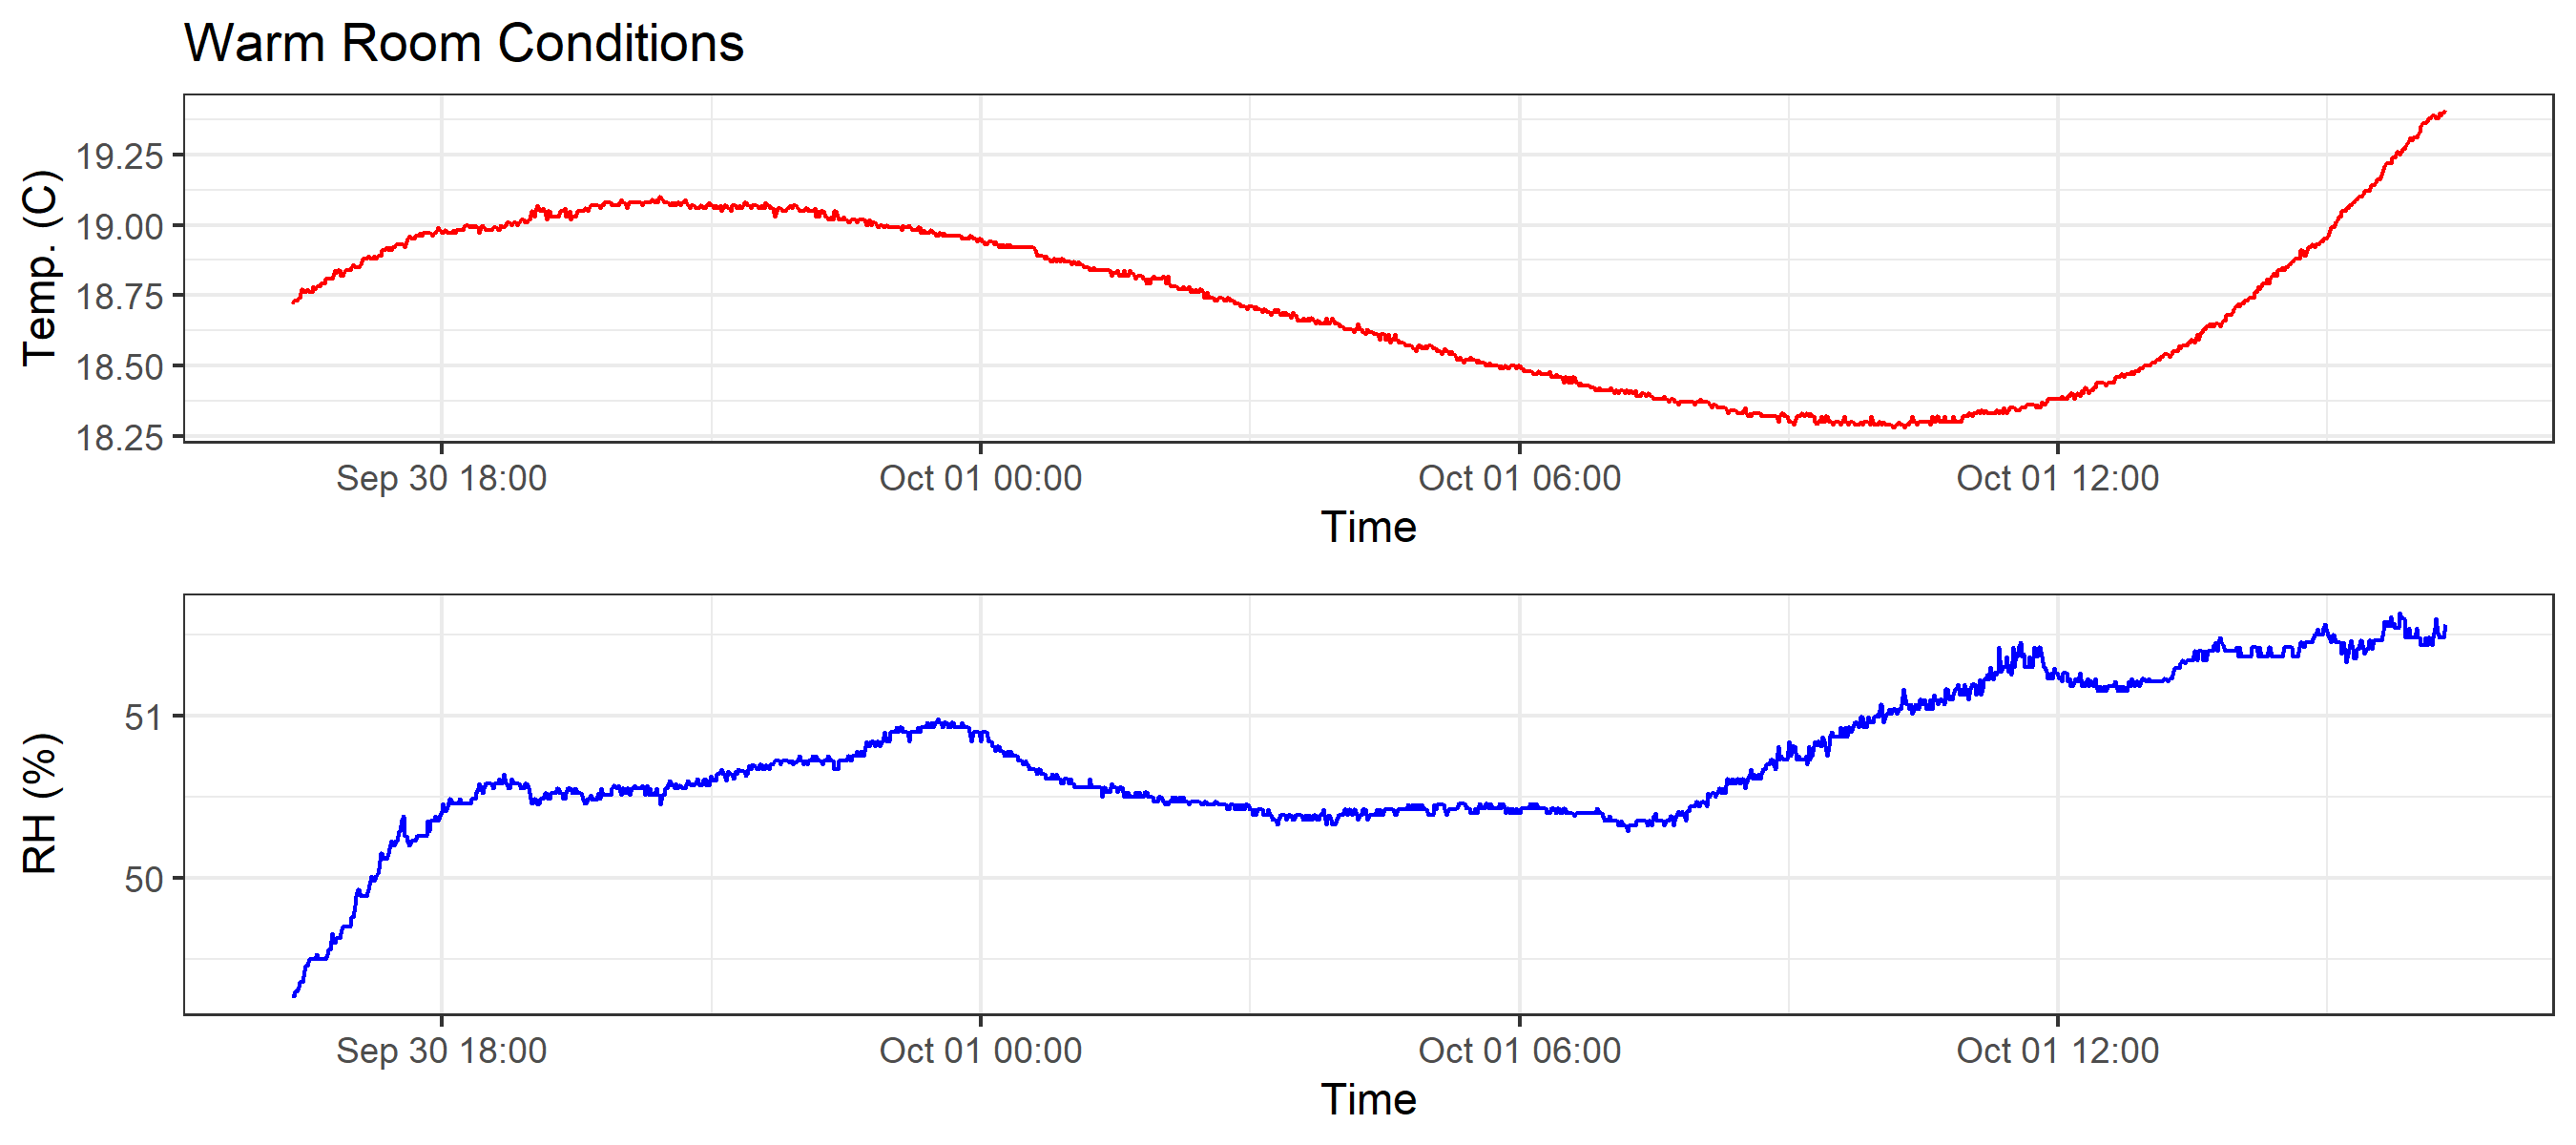 Warm Room Conditions
Temp. (C)
19.25
19.00
18.75
18.50
18.25
Sep 30 18:00 Oct 01 00:00 Oct 01 06:00 Oct 01 12:00
Time
RH (%)
51
50
Sep 30 18:00 Oct 01 00:00 Oct 01 06:00 Oct 01 12:00
Time